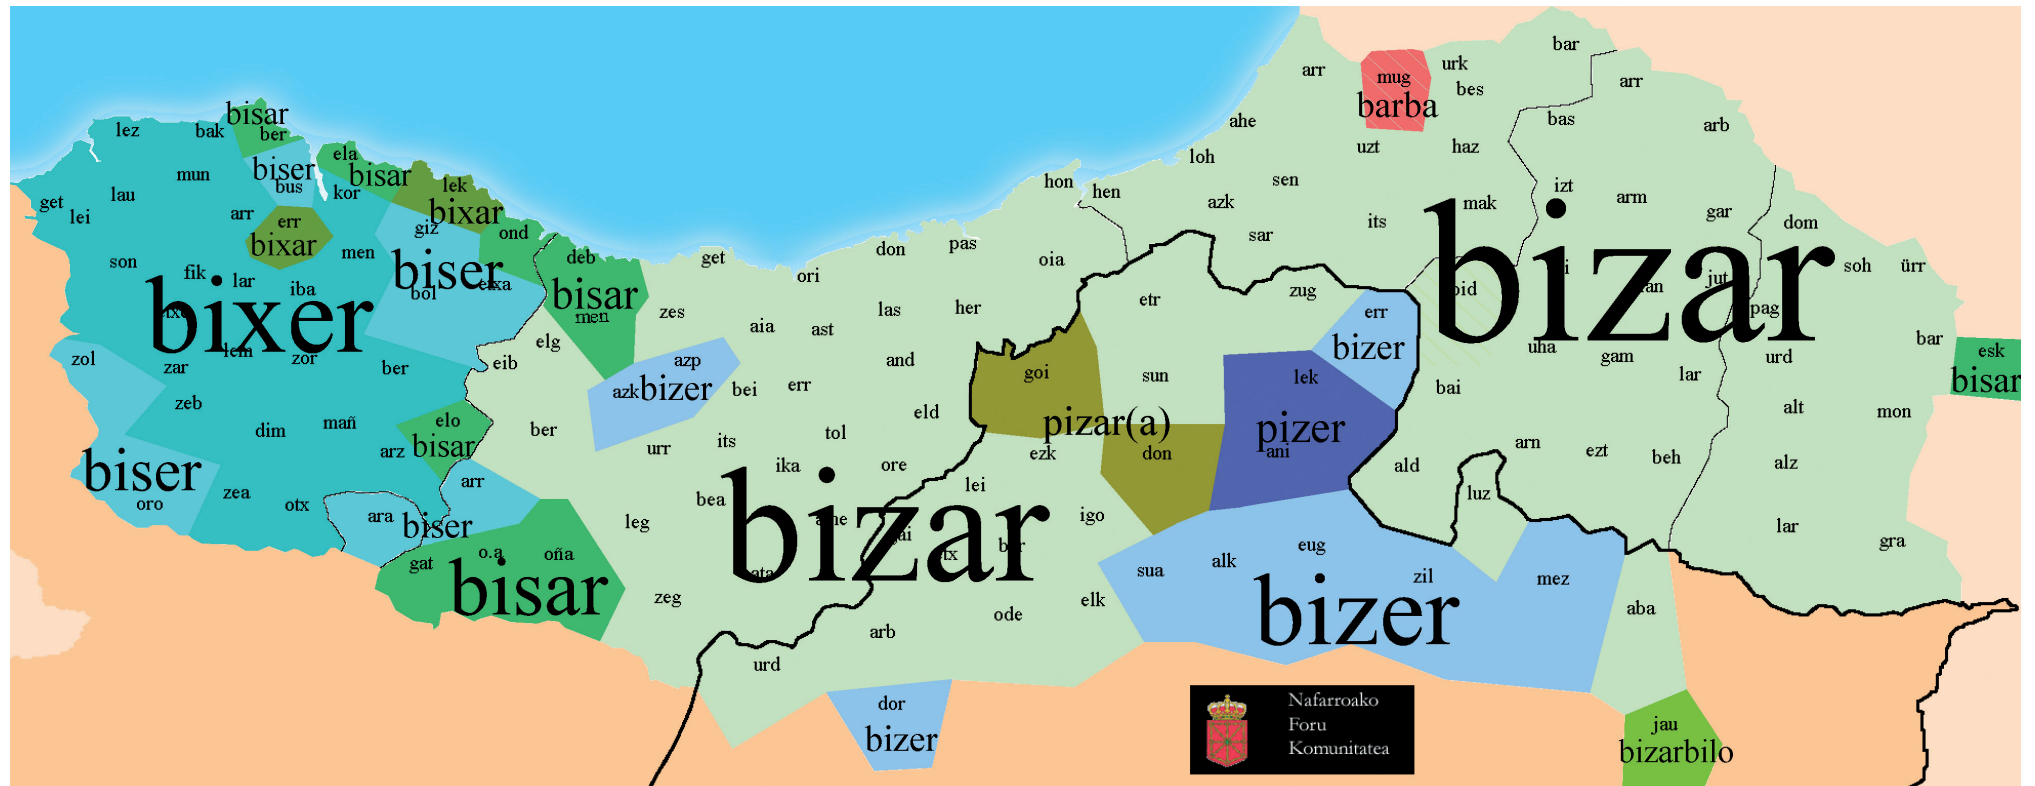 bar
urk
arr
mug
arr
bes
bisar
barba
bas
ahe
arb
lez
bak
ber
ela
loh
uzt
haz
biser
mun
bisar
hon
hen
sen
izt
bus
kor
lek
lau
get
lei
arr
err
bixar
azk
mak
arm
gar
giz
ond
its
dom
bixar
men
don
pas
sar
bizar
son
fik
lar
iba
biser
bol
deb
get
ori
oia
soh
ürr
bixer
bisar
men
zes
las
her
etr
zug
jut
pag
aia
ast
err
bizer
bar
lem
zor
elg
eib
azp
and
uha
gam
urd
esk
zol
zar
ber
azk
bizer
bei
err
goi
sun
lek
bai
lar
bisar
zeb
eld
pizar(a)
pizer
alt
mon
dim
mañ
elo
bisar
ber
tol
arz
urr
its
ezk
don
ani
arn
ezt
beh
biser
ika
ore
ald
alz
oro
zea
otx
arr
bea
lei
luz
ara
biser
leg
bizar
igo
lar
gra
gat
o.a
oña
bisar
sua
alk
eug
zil
mez
zeg
ode
elk
bizer
aba
arb
urd
dor
bizer
Nafarroako
Foru
Komunitatea
jau
bizarbilo